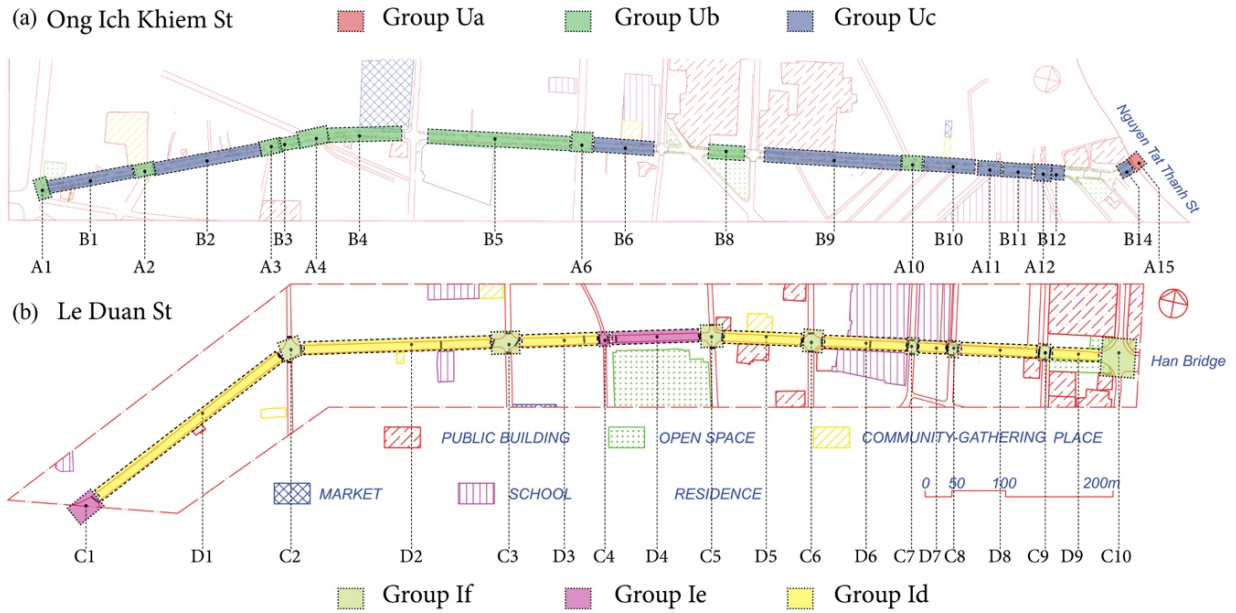 (a) Ong Ich Khiem St
Group Ua
Group Ub
Group Uc
Nguyen Tat Thanh St
B1 B2 B3 B4 B5 B6 B8 B9 B10 B11 B12 B14
A1 A2 A3 A4 A6 A10 A11 A12 A15
(b) Le Duan St
Han Bridge
PUBLIC BUILDING
OPEN SPACE
COMMUNITY-GATHERING PLACE
MARKET
SCHOOL
RESIDENCE
0 50 100 200m
C1 D1 C2 D2 C3 D3 C4 D4 C5 D5 C6 D6 C7 D7 C8 D8 C9 D9 C10
Group If
Group Ie
Group Id